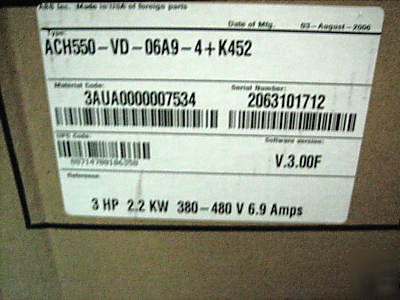 ABB Inc. Made in USA of foreign parts
Date of Mfg. 03-August-2006
Type:
ACH550-VD-06A9-4+K452
Material Code: Serial Number:
3AUA0000007534 2063101712
UPC Code: Software version:
V.3.00F
Reference:
3 HP 2.2 KW 380-480 V 6.9 Amps